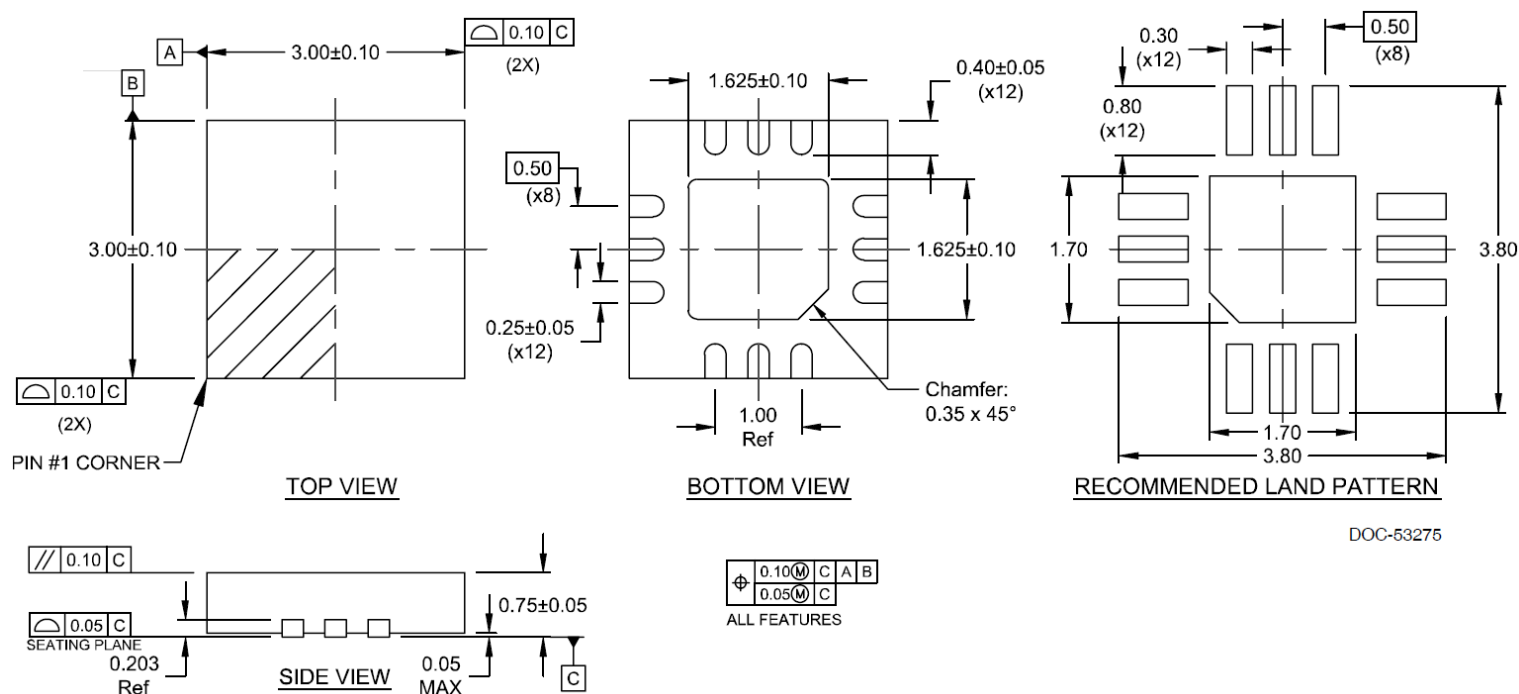 A
3.00±0.10
⌓ 0.10 C
(2X)
B
3.00±0.10
⌓ 0.10 C
(2X)
PIN #1 CORNER
TOP VIEW
1.625±0.10
0.40±0.05
(x12)
0.50
(x8)
1.625±0.10
0.25±0.05
(x12)
Chamfer:
0.35 x 45°
1.00
Ref
BOTTOM VIEW
0.30
(x12)
0.50
(x8)
0.80
(x12)
1.70
3.80
1.70
3.80
RECOMMENDED LAND PATTERN
DOC-53275
// 0.10 C
⌓ 0.05 C
SEATING PLANE
0.203
Ref
SIDE VIEW
0.75±0.05
0.05
MAX
C
⌖ 0.10Ⓜ C A B
0.05Ⓜ C
ALL FEATURES